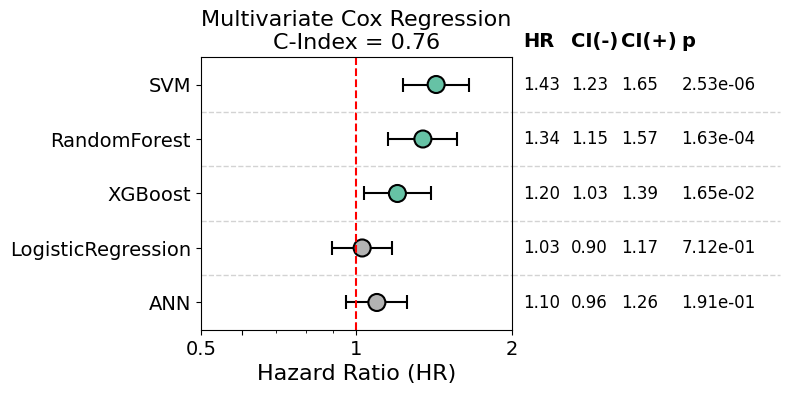 Multivariate Cox Regression
C-Index = 0.76
HR CI(-) CI(+) p
SVM 1.43 1.23 1.65 2.53e-06
RandomForest 1.34 1.15 1.57 1.63e-04
XGBoost 1.20 1.03 1.39 1.65e-02
LogisticRegression 1.03 0.90 1.17 7.12e-01
ANN 1.10 0.96 1.26 1.91e-01
0.5 1 2
Hazard Ratio (HR)